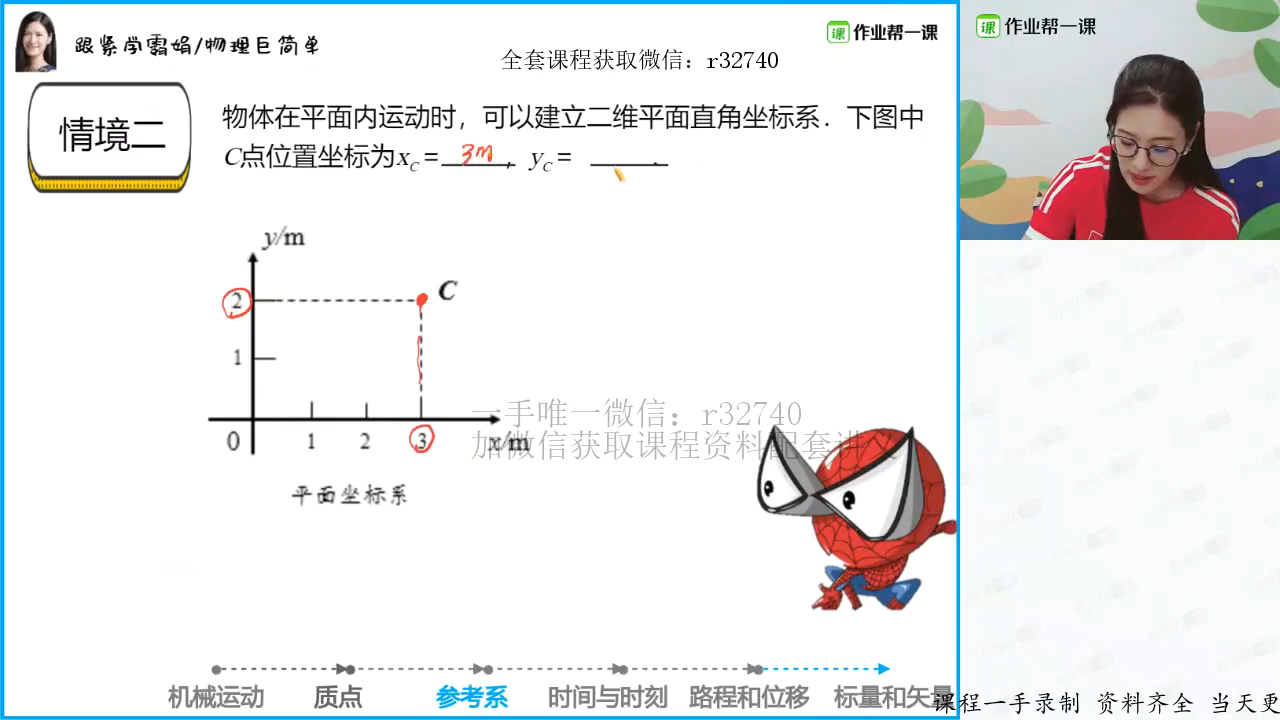 跟紧学霸娟/物理巨简单
作业帮一课
作业帮一课
全套课程获取微信：r32740
情境二
物体在平面内运动时，可以建立二维平面直角坐标系．下图中
C点位置坐标为xC = 3m ，yC = ．
y/m
2
C
1
0 1 2 3 x/m
一手唯一微信：r32740
加微信获取课程资料配套讲义
平面坐标系
机械运动 质点 参考系 时间与时刻 路程和位移 标量和矢量
课程一手录制 资料齐全 当天更